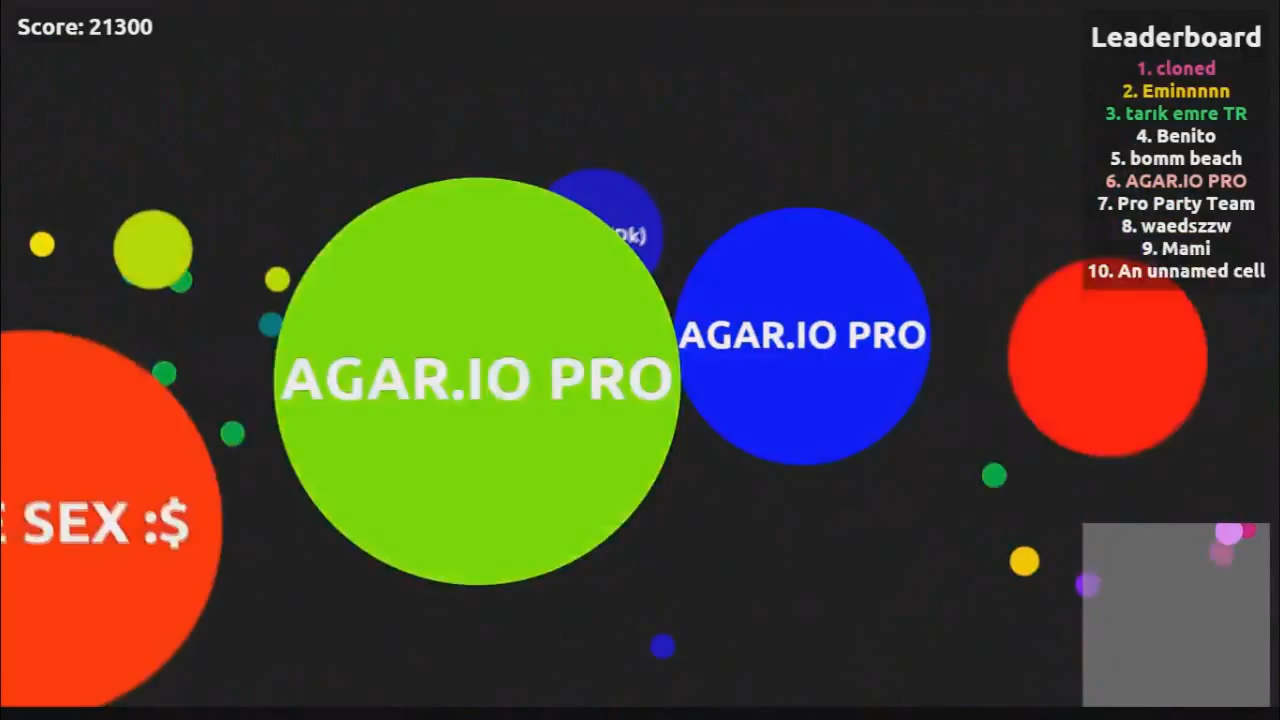 Score: 21300
Leaderboard
1. cloned
2. Eminnnnn
3. tarık emre TR
4. Benito
5. bomm beach
6. AGAR.IO PRO
7. Pro Party Team
8. waedszzw
9. Mami
10. An unnamed cell
AGAR.IO PRO
AGAR.IO PRO
SEX :$